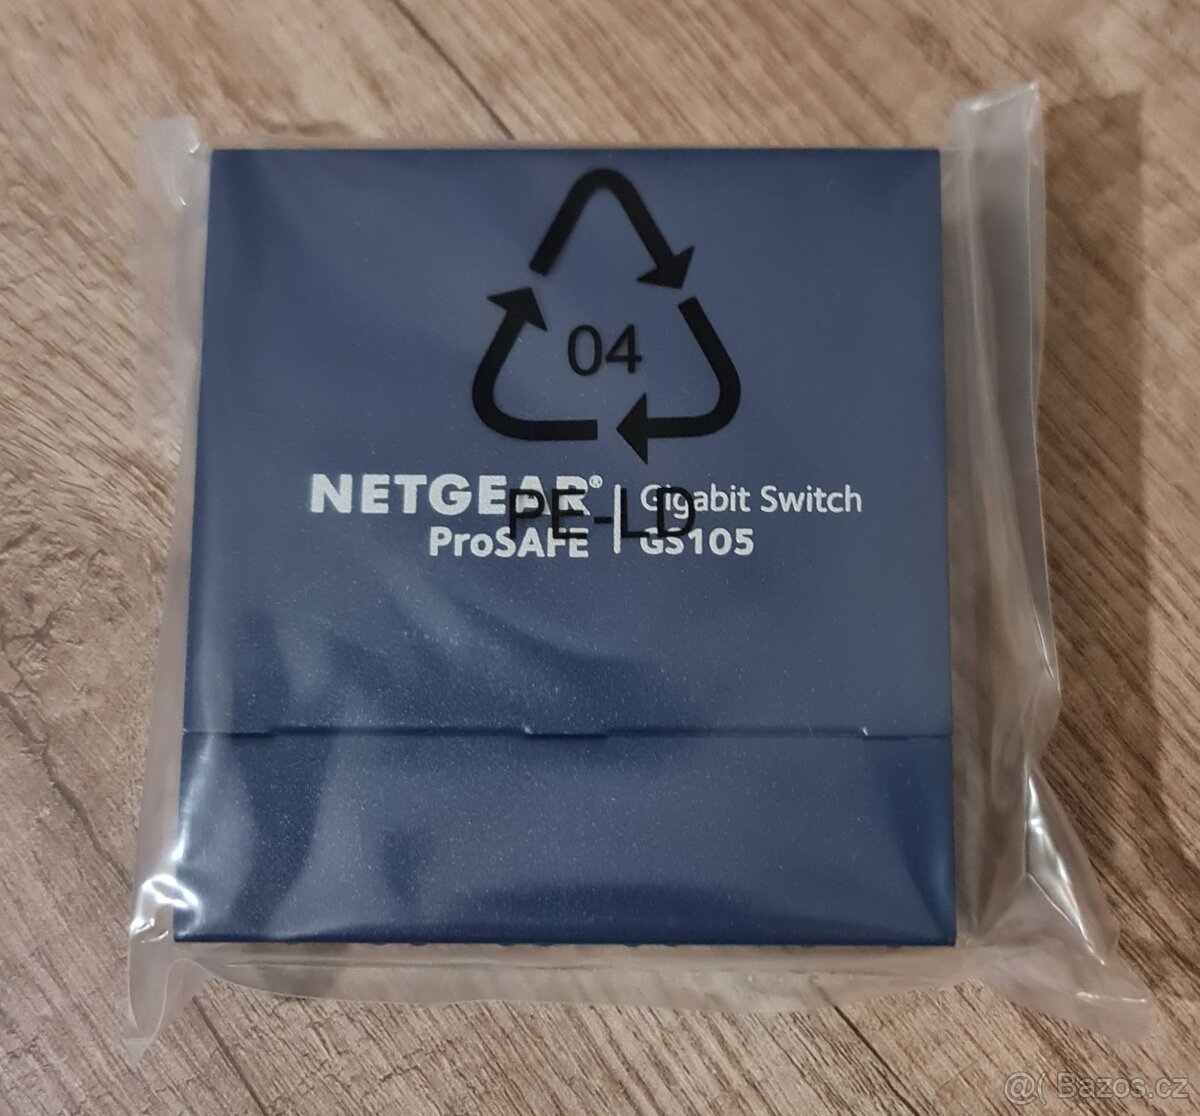 04
NETGEAR® | Gigabit Switch
PE-LD
ProSAFE | GS105
@( Bazos.cz